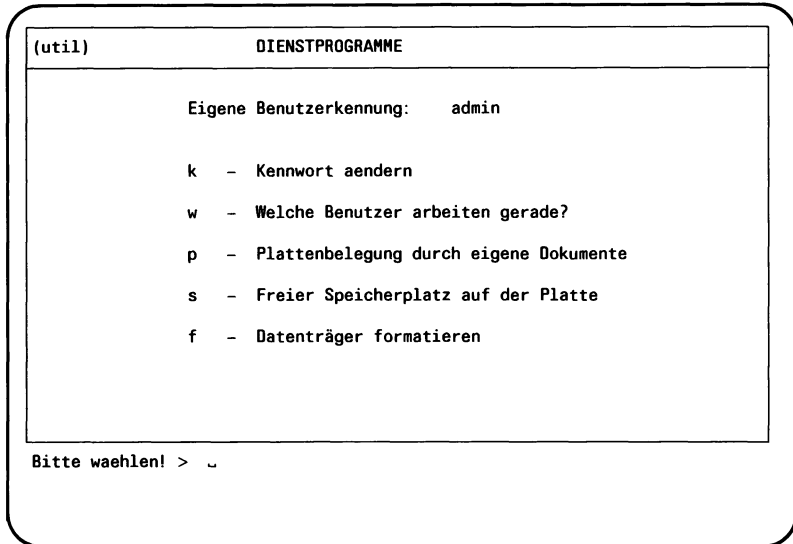 (util) DIENSTPROGRAMME
Eigene Benutzerkennung: admin
k – Kennwort aendern
w – Welche Benutzer arbeiten gerade?
p – Plattenbelegung durch eigene Dokumente
s – Freier Speicherplatz auf der Platte
f – Datenträger formatieren
Bitte waehlen! > ␣